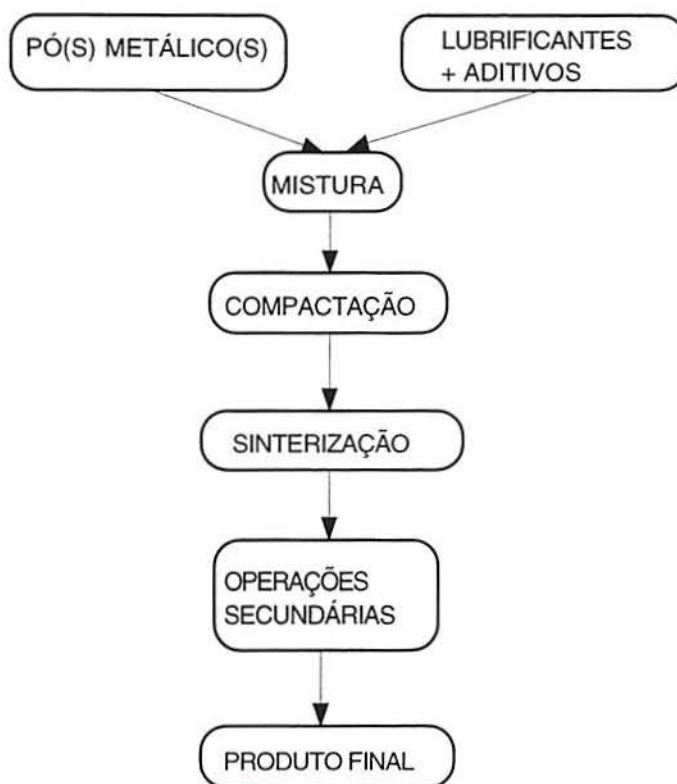 PÓ(S) METÁLICO(S)
LUBRIFICANTES
+ ADITIVOS
MISTURA
COMPACTAÇÃO
SINTERIZAÇÃO
OPERAÇÕES
SECUNDÁRIAS
PRODUTO FINAL